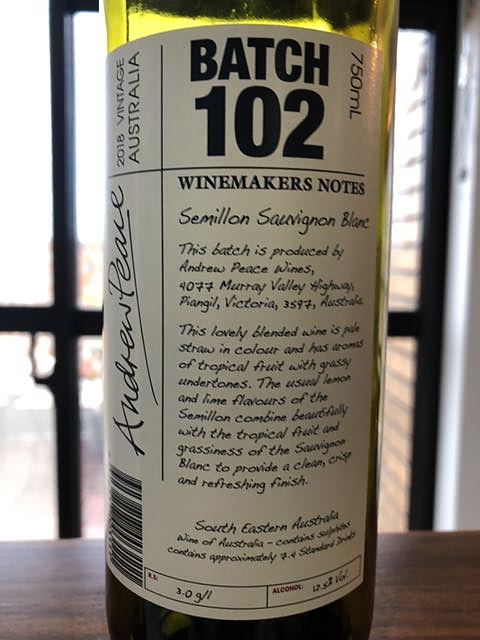 BATCH
102
750mL
2018 VINTAGE
AUSTRALIA
Andrew Peace
WINEMAKERS NOTES
Semillon Sauvignon Blanc
This batch is produced by
Andrew Peace Wines,
4077 Murray Valley Highway,
Piangil, Victoria, 3597, Australia.
This lovely blended wine is pale
straw in colour and has aromas
of tropical fruit with grassy
undertones. The usual lemon
and lime flavours of the
Semillon combine beautifully
with the tropical fruit and
grassiness of the Sauvignon
Blanc to provide a clean, crisp
and refreshing finish.
South Eastern Australia
Wine of Australia - contains sulphites
contains approximately 7.4 Standard Drinks
R.S: 3.0 g/l
ALCOHOL: 12.5% Vol.